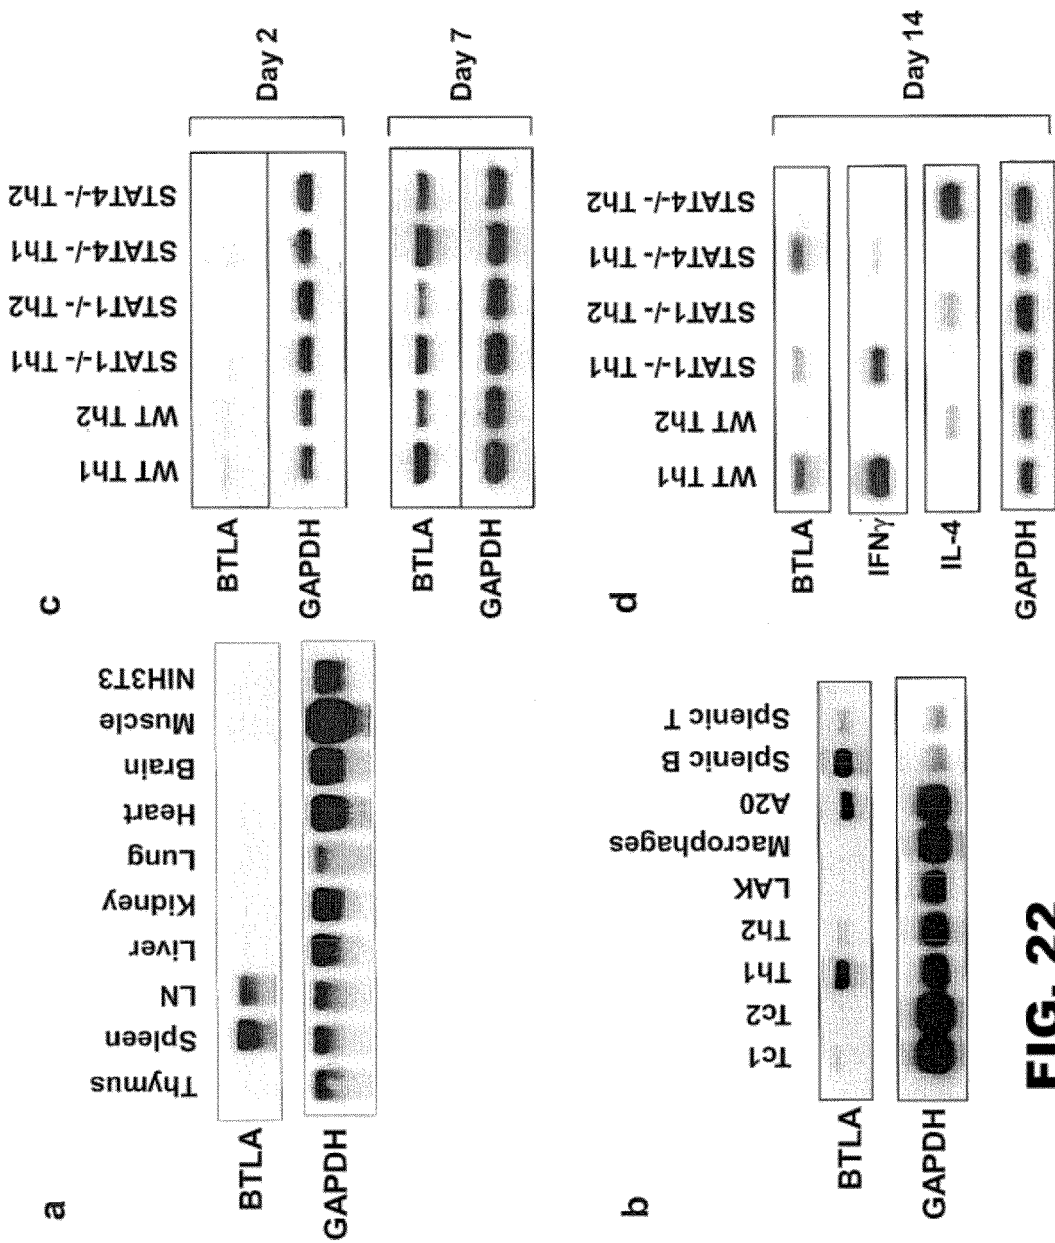 a
Thymus
Spleen
LN
Liver
Kidney
Lung
Heart
Brain
Muscle
NIH3T3
BTLA
GAPDH
b
Tc1
Tc2
Th1
Th2
LAK
Macrophages
A20
Splenic B
Splenic T
BTLA
GAPDH
c
WT Th1
WT Th2
STAT1-/- Th1
STAT1-/- Th2
STAT4-/- Th1
STAT4-/- Th2
BTLA
GAPDH
Day 2
BTLA
GAPDH
Day 7
d
WT Th1
WT Th2
STAT1-/- Th1
STAT1-/- Th2
STAT4-/- Th1
STAT4-/- Th2
BTLA
IFNγ
IL-4
GAPDH
Day 14
FIG. 22